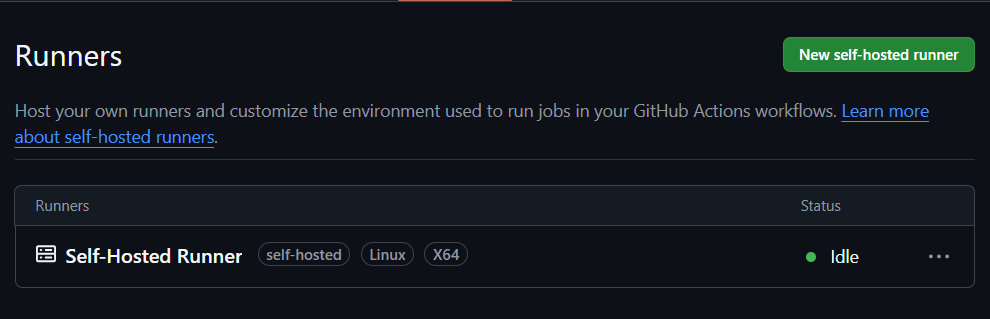 Runners
New self-hosted runner
Host your own runners and customize the environment used to run jobs in your GitHub Actions workflows. Learn more
about self-hosted runners.
Runners Status
Self-Hosted Runner self-hosted Linux X64 Idle